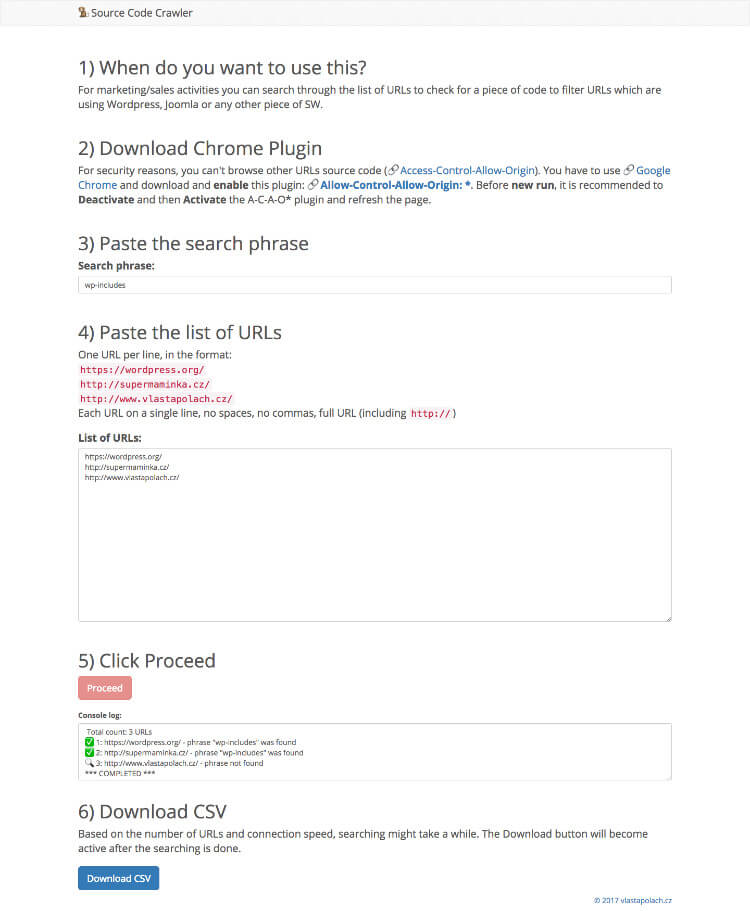 Source Code Crawler
1) When do you want to use this?
For marketing/sales activities you can search through the list of URLs to check for a piece of code to filter URLs which are
using Wordpress, Joomla or any other piece of SW.
2) Download Chrome Plugin
For security reasons, you can't browse other URLs source code (Access-Control-Allow-Origin). You have to use Google
Chrome and download and enable this plugin: Allow-Control-Allow-Origin: *. Before new run, it is recommended to
Deactivate and then Activate the A-C-A-O* plugin and refresh the page.
3) Paste the search phrase
Search phrase:
wp-includes
4) Paste the list of URLs
One URL per line, in the format:
https://wordpress.org/
http://supermaminka.cz/
http://www.vlastapolach.cz/
Each URL on a single line, no spaces, no commas, full URL (including http://)
List of URLs:
https://wordpress.org/
http://supermaminka.cz/
http://www.vlastapolach.cz/
5) Click Proceed
Proceed
Console log:
Total count: 3 URLs
✅ 1: https://wordpress.org/ - phrase "wp-includes" was found
✅ 2: http://supermaminka.cz/ - phrase "wp-includes" was found
🔍 3: http://www.vlastapolach.cz/ - phrase not found
*** COMPLETED ***
6) Download CSV
Based on the number of URLs and connection speed, searching might take a while. The Download button will become
active after the searching is done.
Download CSV
© 2017 vlastapolach.cz